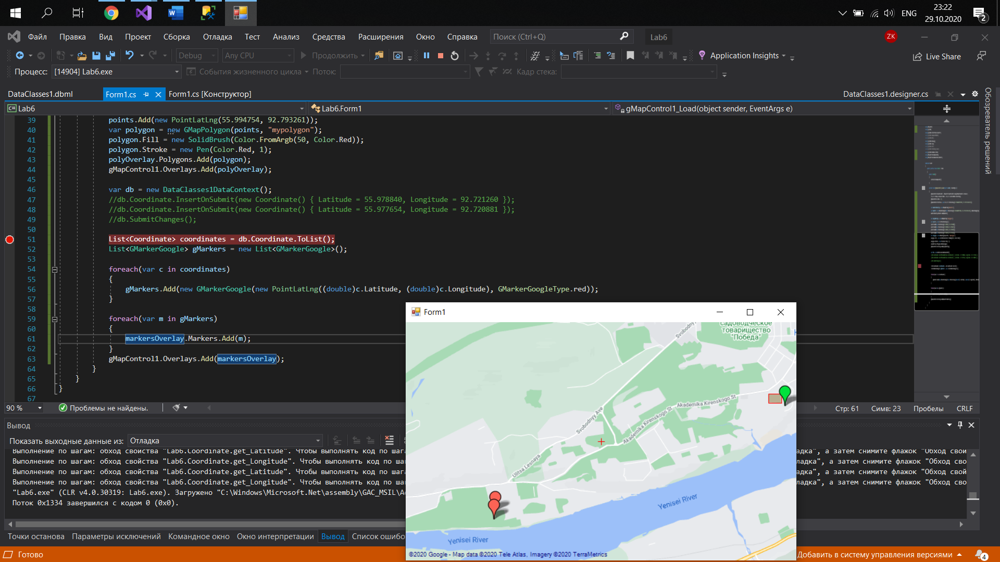 ENG
23:22
29.10.2020
2
Файл Правка Вид Проект Сборка Отладка Тест Анализ Средства Расширения Окно Справка Поиск (Ctrl+Q) Lab6 ZK
Debug Any CPU Продолжить Application Insights Live Share
Процесс: [14904] Lab6.exe События жизненного цикла Поток: Кадр стека:
DataClasses1.dbml Form1.cs Form1.cs [Конструктор] DataClasses1.designer.cs
Обозреватель решений
C# Lab6 Lab6.Form1 gMapControl1_Load(object sender, EventArgs e)
39 points.Add(new PointLatLng(55.994754, 92.793261));
40 var polygon = new GMapPolygon(points, "mypolygon");
41 polygon.Fill = new SolidBrush(Color.FromArgb(50, Color.Red));
42 polygon.Stroke = new Pen(Color.Red, 1);
43 polyOverlay.Polygons.Add(polygon);
44 gMapControl1.Overlays.Add(polyOverlay);
45
46 var db = new DataClasses1DataContext();
47 //db.Coordinate.InsertOnSubmit(new Coordinate() { Latitude = 55.978840, Longitude = 92.721260 });
48 //db.Coordinate.InsertOnSubmit(new Coordinate() { Latitude = 55.977654, Longitude = 92.720881 });
49 //db.SubmitChanges();
50
51 List<Coordinate> coordinates = db.Coordinate.ToList();
52 List<GMarkerGoogle> gMarkers = new List<GMarkerGoogle>();
53
54 foreach(var c in coordinates)
55 {
56 gMarkers.Add(new GMarkerGoogle(new PointLatLng((double)c.Latitude, (double)c.Longitude), GMarkerGoogleType.red));
57 }
58
59 foreach(var m in gMarkers)
60 {
61 markersOverlay.Markers.Add(m);
62 }
63 gMapControl1.Overlays.Add(markersOverlay);
64 }
65 }
66 }
67
90 % Проблемы не найдены. Стр: 61 Симв: 23 Пробелы CRLF
Form1
Svobodnyy
садоводческое
товарищество
"Победа"
Akademika Kirenskogo St
Akademika Kirenskogo St
Svobodnyy Ave
Ulitsa Lesnaya
Yenisei River
Yenisei River
©2020 Google - Map data ©2020 Tele Atlas, Imagery ©2020 TerraMetrics
Вывод
Показать выходные данные из: Отладка
Выполнение по шагам: обход свойства "Lab6.Coordinate.get_Latitude". Чтобы выполнять код по шаг ладка", а затем снимите флажок "Обход свои
Выполнение по шагам: обход свойства "Lab6.Coordinate.get_Longitude". Чтобы выполнять код по ша ладка", а затем снимите флажок "Обход сво
Выполнение по шагам: обход свойства "Lab6.Coordinate.get_Latitude". Чтобы выполнять код по шаг адка", а затем снимите флажок "Обход свой
Выполнение по шагам: обход свойства "Lab6.Coordinate.get_Longitude". Чтобы выполнять код по ша ладка", а затем снимите флажок "Обход сво
"Lab6.exe" (CLR v4.0.30319: Lab6.exe). Загружено "C:\Windows\Microsoft.Net\assembly\GAC_MSIL\A
Поток 0x1334 завершился с кодом 0 (0x0).
Точки останова Параметры исключений Командное окно Окно интерпретации Вывод Список ошибо
Готово Добавить в систему управления версиями 4